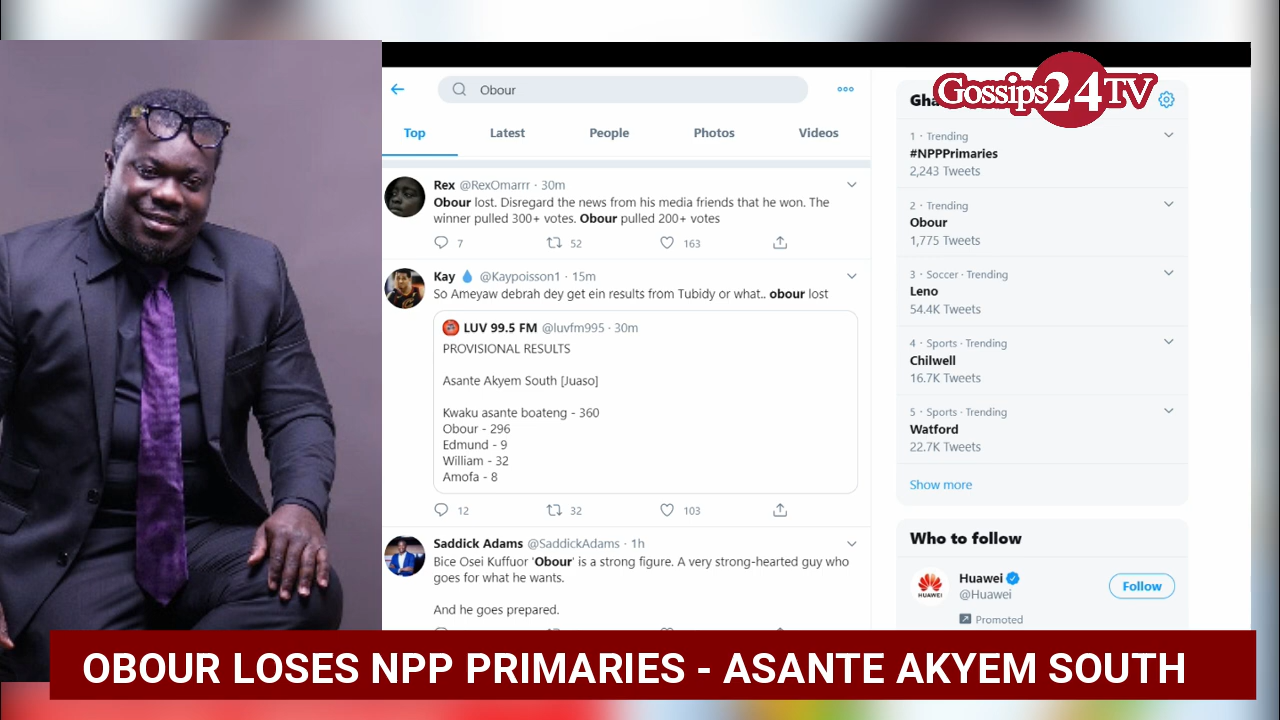 Obour
Top
Latest
People
Photos
Videos
Rex @RexOmarrr · 30m
Obour lost. Disregard the news from his media friends that he won. The
winner pulled 300+ votes. Obour pulled 200+ votes
7
52
163
Kay @Kaypoisson1 · 15m
So Ameyaw debrah dey get ein results from Tubidy or what.. obour lost
LUV 99.5 FM @luvfm995 · 30m
PROVISIONAL RESULTS
Asante Akyem South [Juaso]
Kwaku asante boateng - 360
Obour - 296
Edmund - 9
William - 32
Amofa - 8
12
32
103
Saddick Adams @SaddickAdams · 1h
Bice Osei Kuffuor 'Obour' is a strong figure. A very strong-hearted guy who
goes for what he wants.
And he goes prepared.
Gossips24TV
1 · Trending
#NPPPrimaries
2,243 Tweets
2 · Trending
Obour
1,775 Tweets
3 · Soccer · Trending
Leno
54.4K Tweets
4 · Sports · Trending
Chilwell
16.7K Tweets
5 · Sports · Trending
Watford
22.7K Tweets
Show more
Who to follow
HUAWEI
Huawei
@Huawei
Follow
Promoted
OBOUR LOSES NPP PRIMARIES - ASANTE AKYEM SOUTH